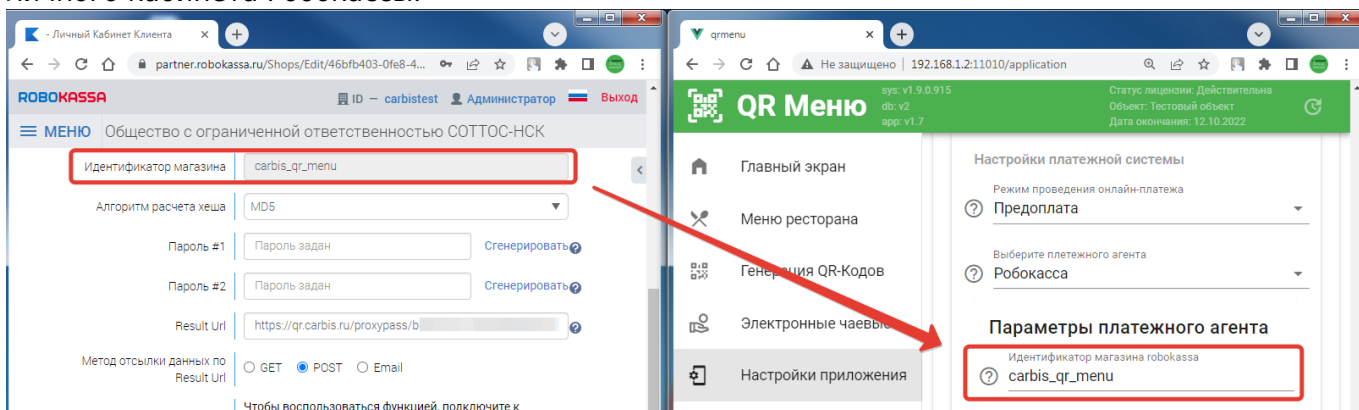 личного кабинета Робокассы.
- Личный Кабинет Клиента
partner.robokassa.ru/Shops/Edit/46bfb403-0fe8-4...
ROBOKASSA
ID — carbistest
Администратор
Выход
МЕНЮ
Общество с ограниченной ответственностью СОТТОС-НСК
Идентификатор магазина
carbis_qr_menu
Алгоритм расчета хеша
MD5
Пароль #1
Пароль задан
Сгенерировать
Пароль #2
Пароль задан
Сгенерировать
Result Url
https://qr.carbis.ru/proxypass/b
Метод отсылки данных по
Result Url
GET
POST
Email
Чтобы воспользоваться функцией, подключите к
qrmenu
Не защищено
192.168.1.2:11010/application
QR Меню
sys: v1.9.0.915
db: v2
app: v1.7
Статус лицензии: Действительна
Объект: Тестовый объект
Дата окончания: 12.10.2022
Главный экран
Меню ресторана
Генерация QR-Кодов
Электронные чаевые
Настройки приложения
Настройки платежной системы
Режим проведения онлайн-платежа
Предоплата
Выберите плетежного агента
Робокасса
Параметры платежного агента
Идентификатор магазина robokassa
carbis_qr_menu